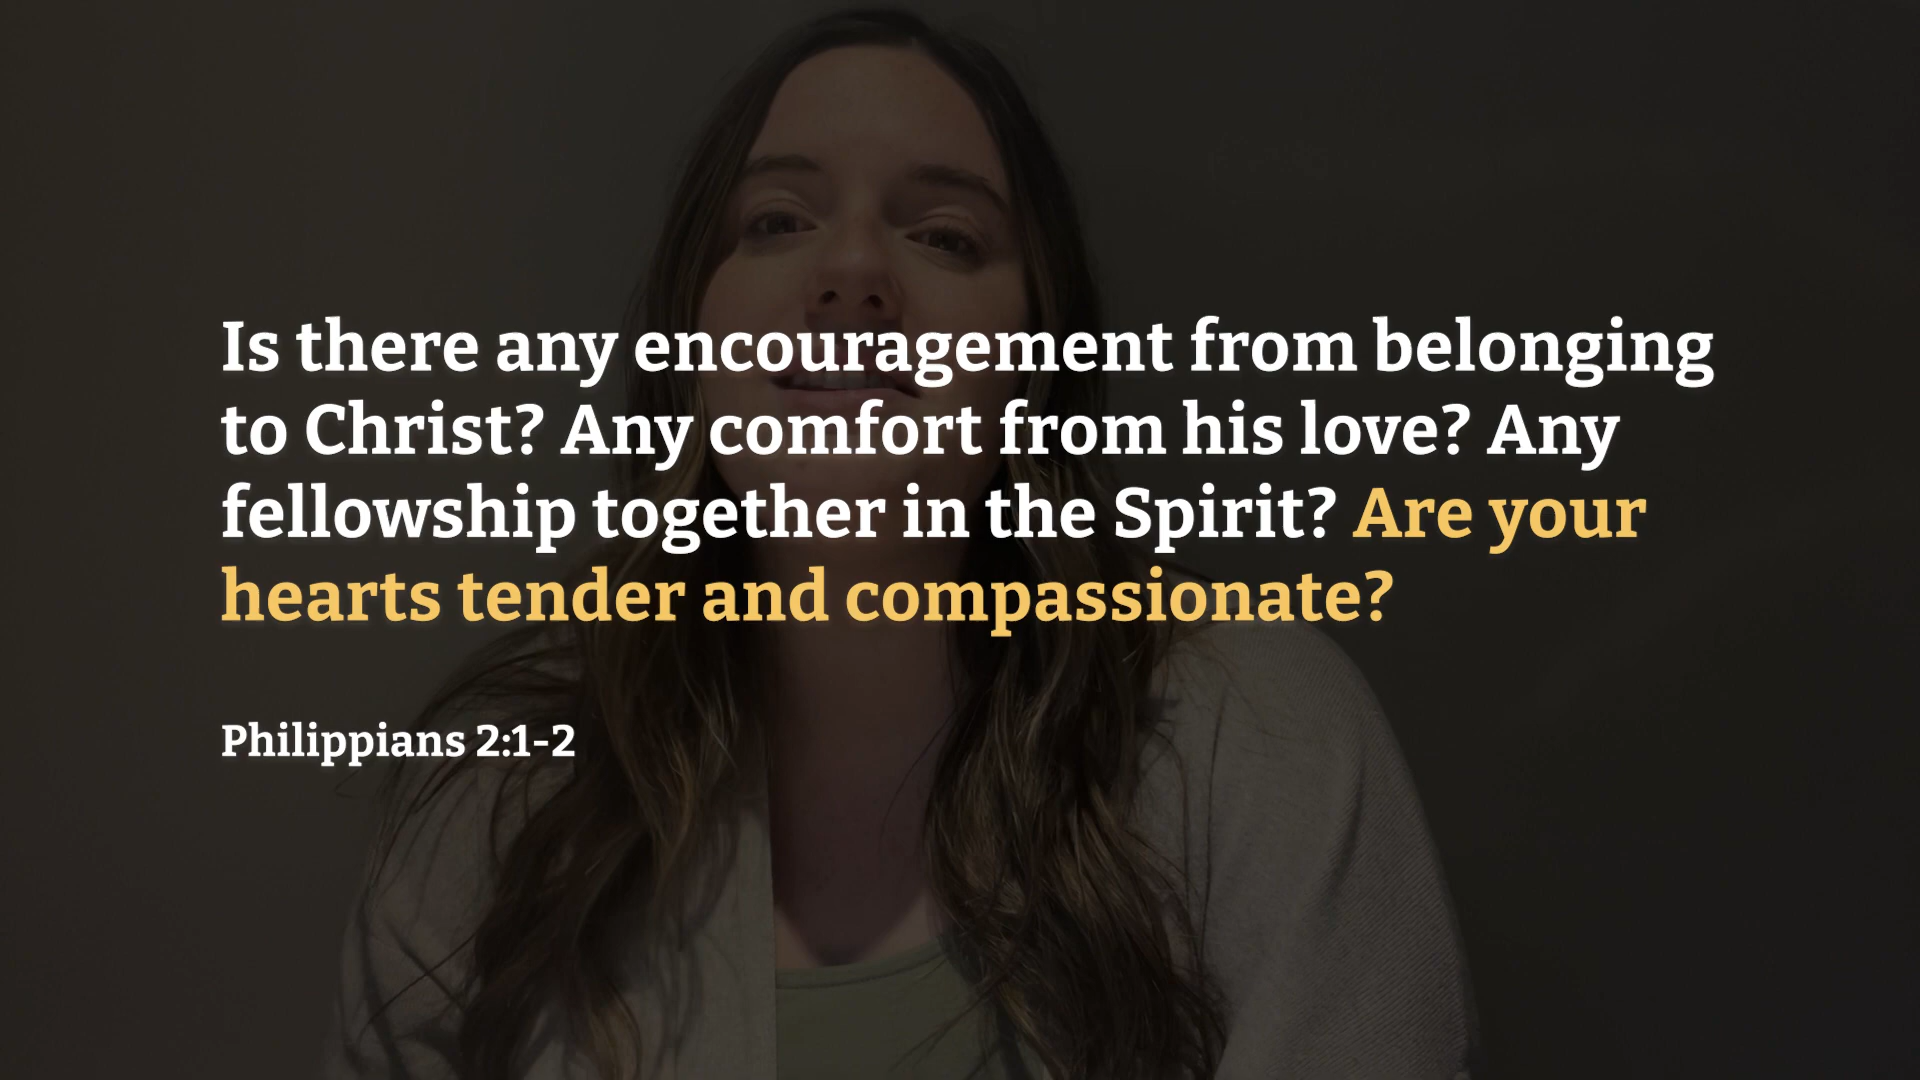 Is there any encouragement from belonging
to Christ? Any comfort from his love? Any
fellowship together in the Spirit? Are your
hearts tender and compassionate?
Philippians 2:1-2